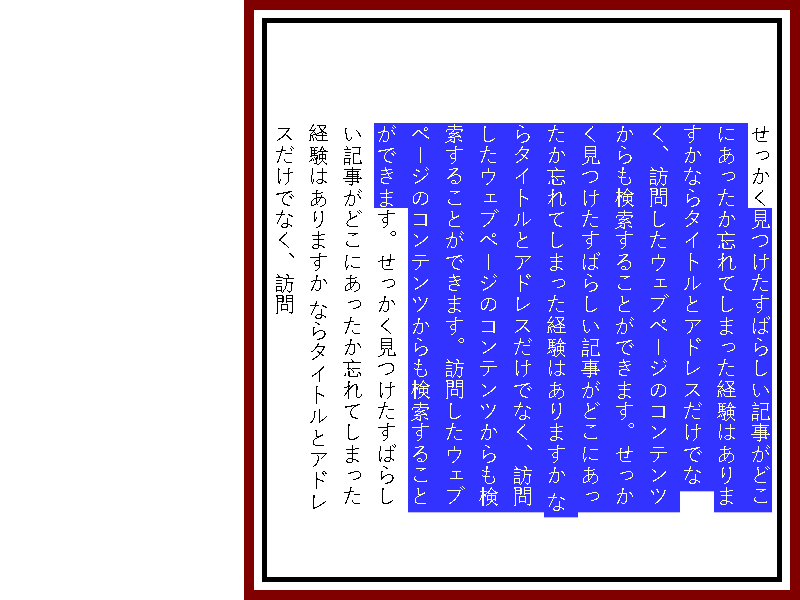 せっかく見つけたすばらしい記事がどこ
にあったか忘れてしまった経験はありま
すかならタイトルとアドレスだけでな
く、訪問したウェブページのコンテンツ
からも検索することができます。せっか
く見つけたすばらしい記事がどこにあっ
たか忘れてしまった経験はありますか な
らタイトルとアドレスだけでなく、訪問
したウェブページのコンテンツからも検
索することができます。訪問したウェブ
ページのコンテンツからも検索すること
ができます。せっかく見つけたすばらし
い記事がどこにあったか忘れてしまった
経験はありますか ならタイトルとアドレ
スだけでなく、訪問